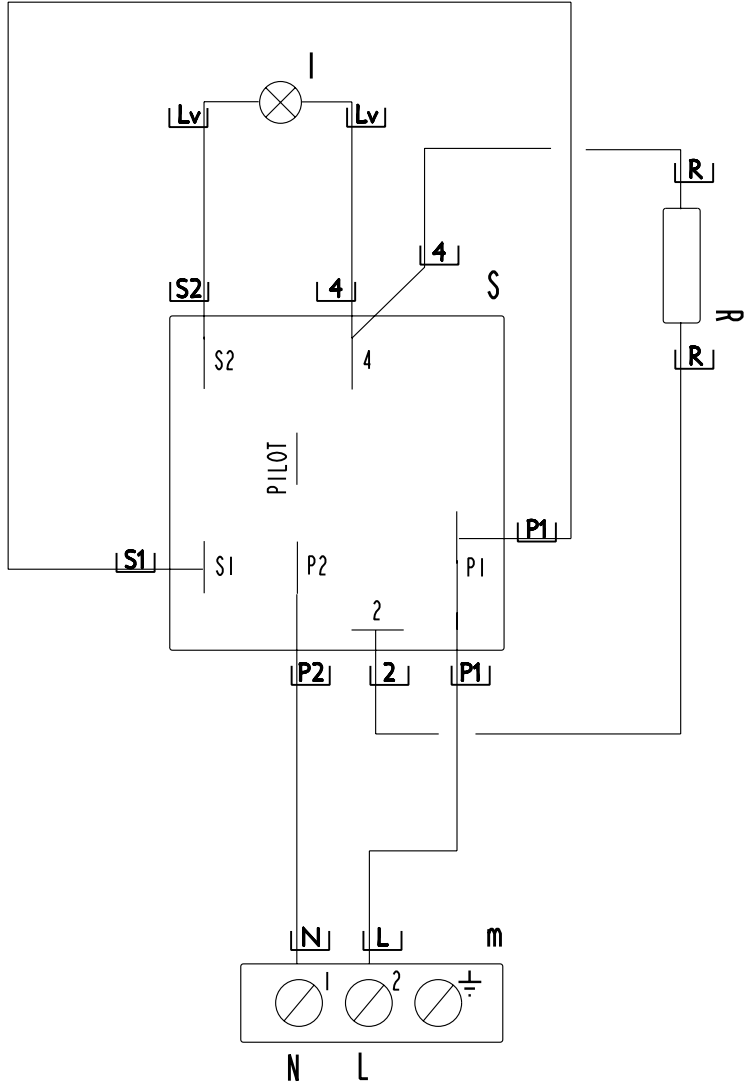 I
Lv Lv
R
4
S2 4 S
R
S2 4
R
PILOT
P1
S1 S1 P2 P1
2
P2 2 P1
N L m
1 2
N L